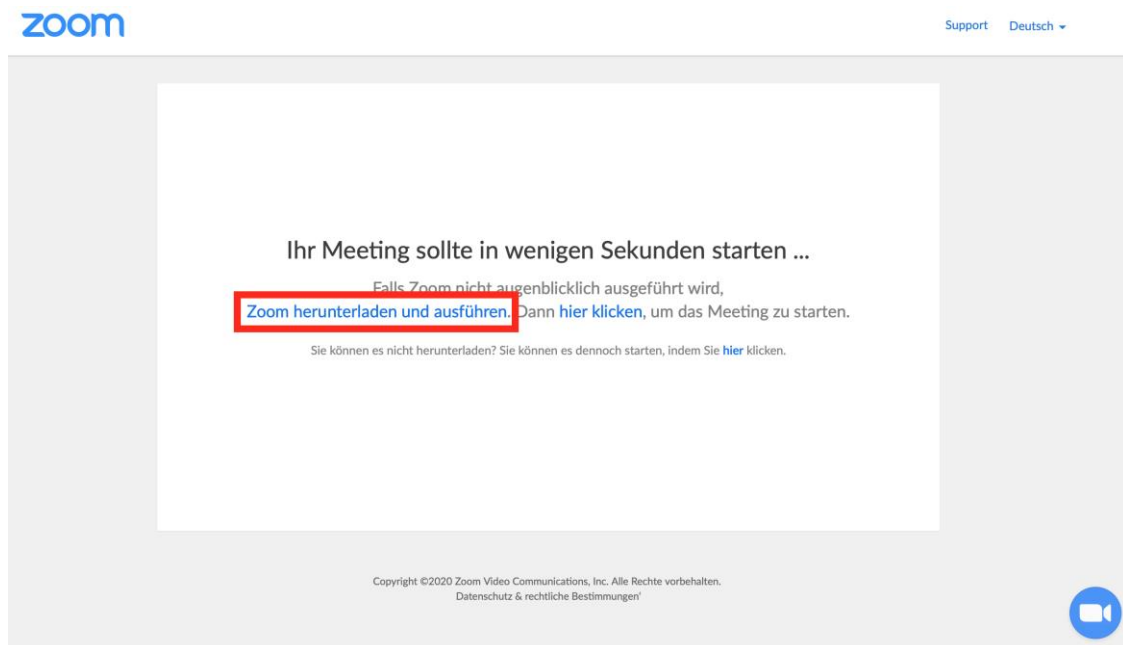 zoom
Support Deutsch
Ihr Meeting sollte in wenigen Sekunden starten ...
Falls Zoom nicht augenblicklich ausgeführt wird,
Zoom herunterladen und ausführen. Dann hier klicken, um das Meeting zu starten.
Sie können es nicht herunterladen? Sie können es dennoch starten, indem Sie hier klicken.
Copyright ©2020 Zoom Video Communications, Inc. Alle Rechte vorbehalten.
Datenschutz & rechtliche Bestimmungen'